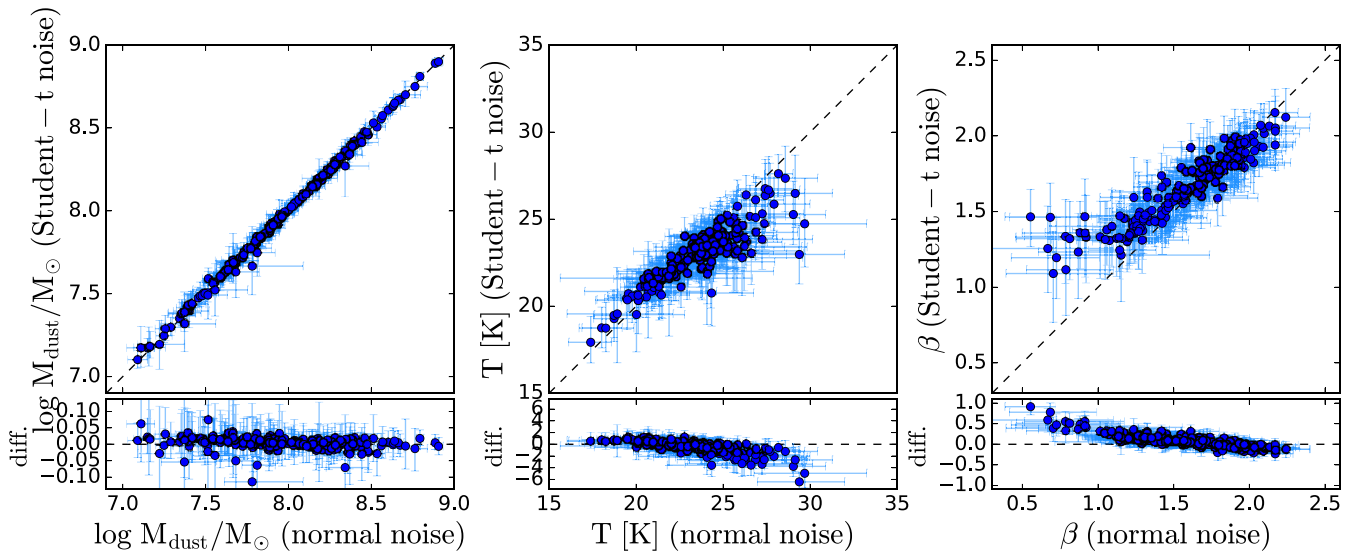 9.0
8.5
8.0
7.5
7.0
log M_dust/M_⊙ (Student − t noise)
0.10
0.05
0.00
−0.05
−0.10
diff.
7.0 7.5 8.0 8.5 9.0
log M_dust/M_⊙ (normal noise)
35
30
25
20
15
T [K] (Student − t noise)
6
4
2
0
−2
−4
−6
diff.
15 20 25 30 35
T [K] (normal noise)
2.5
2.0
1.5
1.0
0.5
β (Student − t noise)
1.0
0.5
0.0
−0.5
−1.0
diff.
0.5 1.0 1.5 2.0 2.5
β (normal noise)